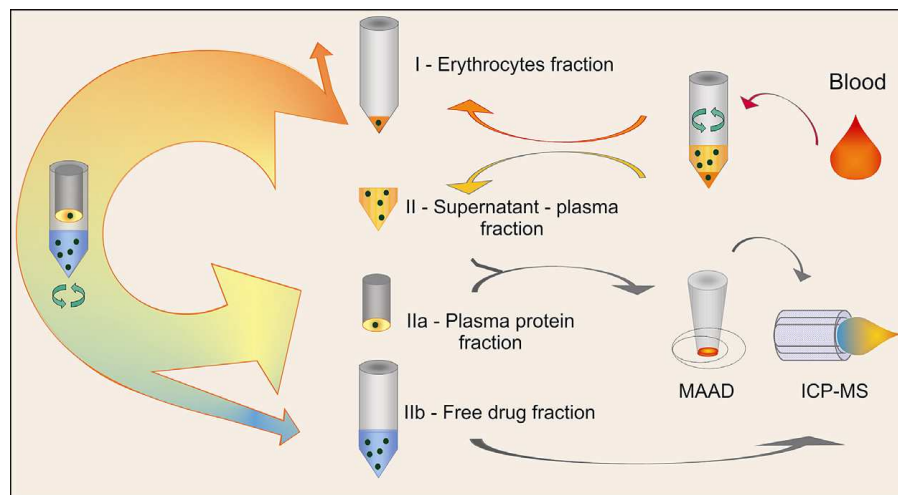 I - Erythrocytes fraction
Blood
II - Supernatant - plasma
fraction
IIa - Plasma protein
fraction
MAAD
ICP-MS
IIb - Free drug fraction